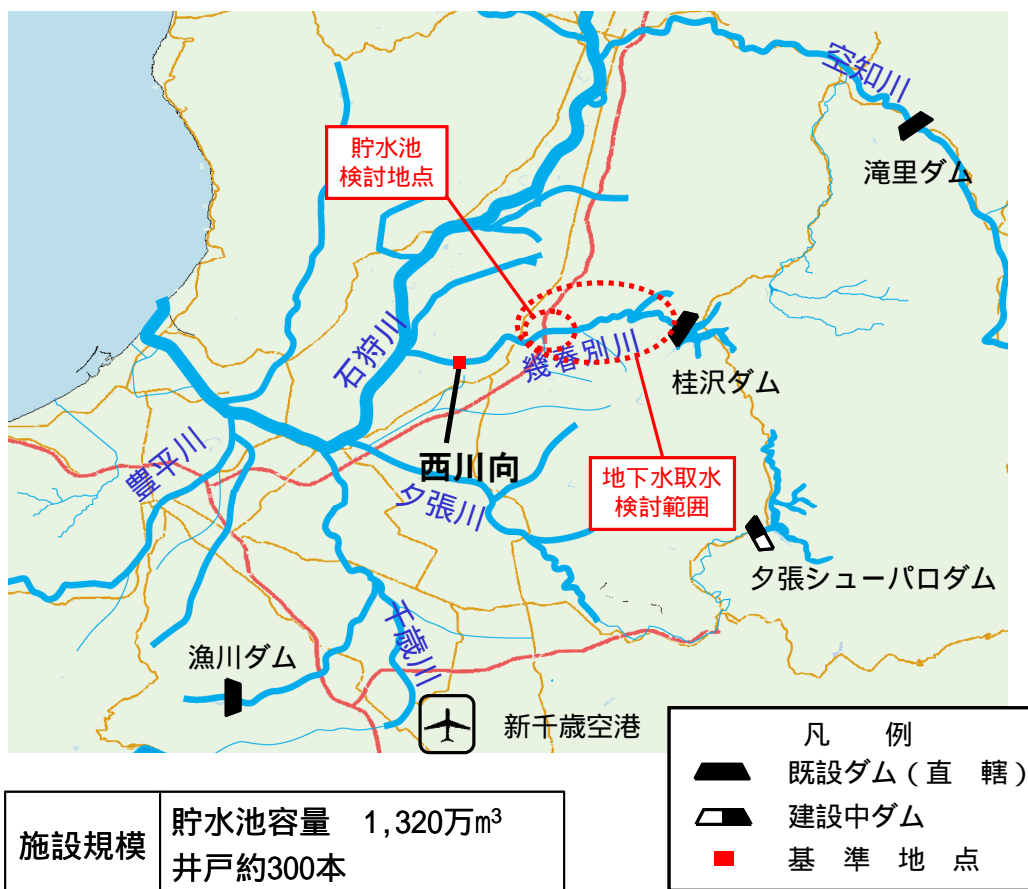 空知川
貯水池
検討地点
滝里ダム
石狩川
幾春別川
桂沢ダム
豊平川
西川向
夕張川
地下水取水
検討範囲
夕張シューパロダム
千歳川
漁川ダム
新千歳空港
凡 例
既設ダム(直 轄)
建設中ダム
基 準 地 点
施設規模
貯水池容量 1,320万m³
井戸約300本